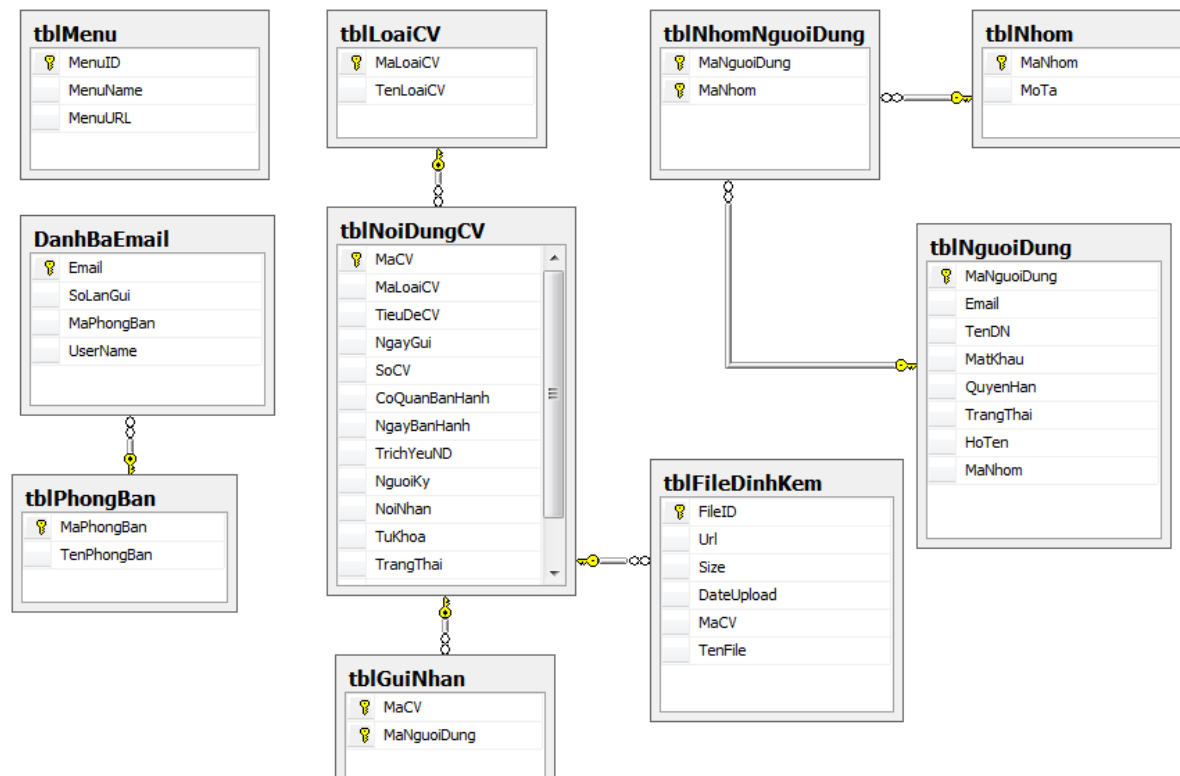 tblMenu
MenuID
MenuName
MenuURL
tblLoaiCV
MaLoaiCV
TenLoaiCV
tblNhomNguoiDung
MaNguoiDung
MaNhom
tblNhom
MaNhom
MoTa
DanhBaEmail
Email
SoLanGui
MaPhongBan
UserName
tblNoiDungCV
MaCV
MaLoaiCV
TieuDeCV
NgayGui
SoCV
CoQuanBanHanh
NgayBanHanh
TrichYeuND
NguoiKy
NoiNhan
TuKhoa
TrangThai
tblNguoiDung
MaNguoiDung
Email
TenDN
MatKhau
QuyenHan
TrangThai
HoTen
MaNhom
tblPhongBan
MaPhongBan
TenPhongBan
tblFileDinhKem
FileID
Url
Size
DateUpload
MaCV
TenFile
tblGuiNhan
MaCV
MaNguoiDung